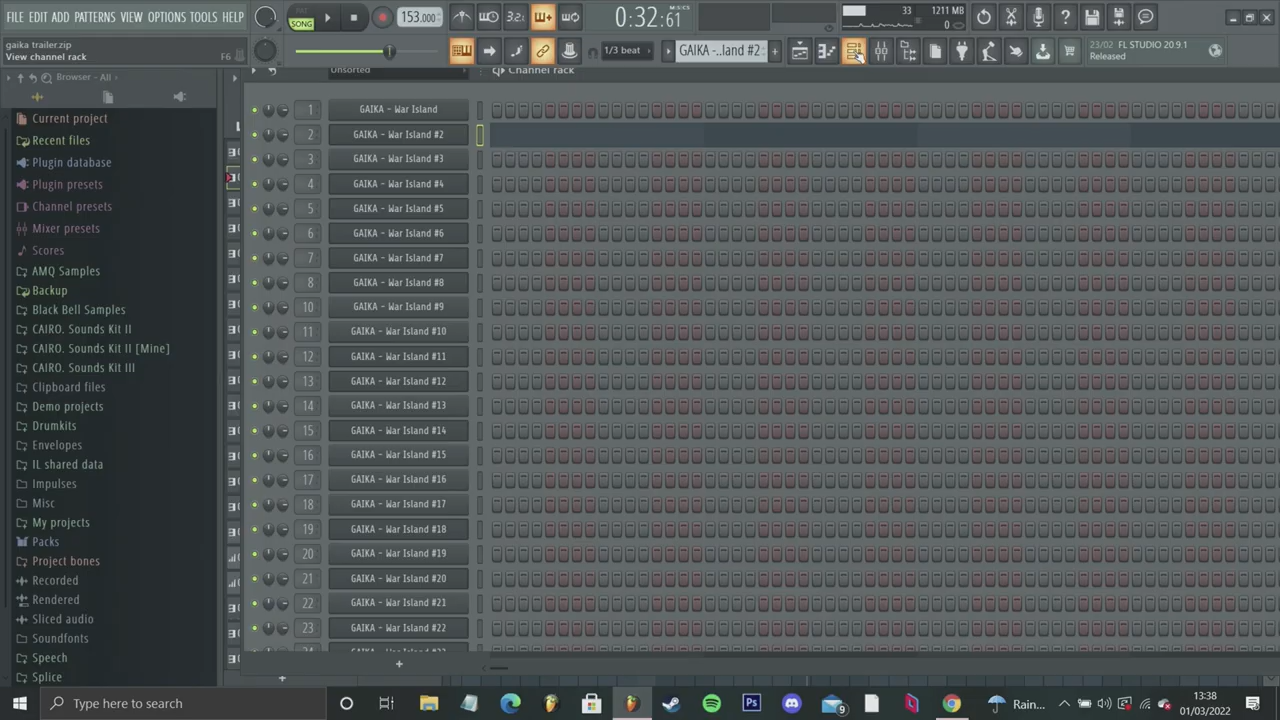 FILE EDIT ADD PATTERNS VIEW OPTIONS TOOLS HELP
PAT
SONG
153.000
3.2.
0:32:61
33
1211 MB
0
gaika trailer.zip
View channel rack
F6
1/3 beat
GAIKA -..land #2
23/02 FL STUDIO 20.9.1
Released
Browser - All
Unsorted
Channel rack
Current project
Recent files
Plugin database
Plugin presets
Channel presets
Mixer presets
Scores
AMQ Samples
Backup
Black Bell Samples
CAIRO. Sounds Kit II
CAIRO. Sounds Kit II [Mine]
CAIRO. Sounds Kit III
Clipboard files
Demo projects
Drumkits
Envelopes
IL shared data
Impulses
Misc
My projects
Packs
Project bones
Recorded
Rendered
Sliced audio
Soundfonts
Speech
Splice
1 GAIKA - War Island
2 GAIKA - War Island #2
3 GAIKA - War Island #3
4 GAIKA - War Island #4
5 GAIKA - War Island #5
6 GAIKA - War Island #6
7 GAIKA - War Island #7
8 GAIKA - War Island #8
10 GAIKA - War Island #9
11 GAIKA - War Island #10
12 GAIKA - War Island #11
13 GAIKA - War Island #12
14 GAIKA - War Island #13
15 GAIKA - War Island #14
16 GAIKA - War Island #15
17 GAIKA - War Island #16
18 GAIKA - War Island #17
19 GAIKA - War Island #18
20 GAIKA - War Island #19
21 GAIKA - War Island #20
22 GAIKA - War Island #21
23 GAIKA - War Island #22
Type here to search
Ps
9
Rain...
13:38
01/03/2022